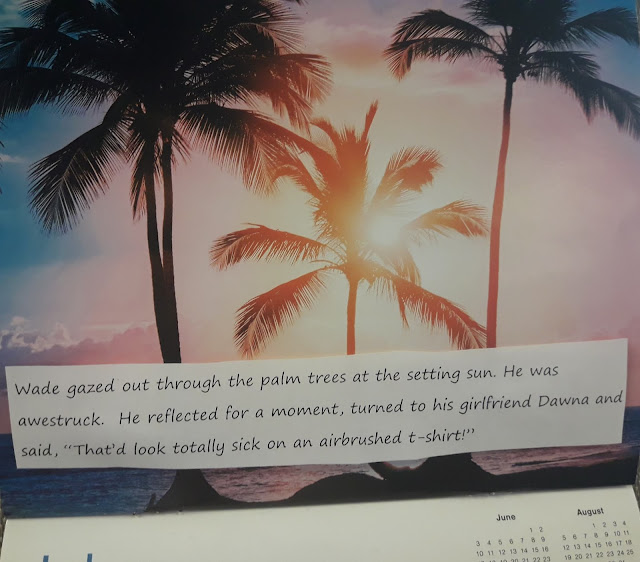 Wade gazed out through the palm trees at the setting sun. He was
awestruck. He reflected for a moment, turned to his girlfriend Dawna and
said, “That’d look totally sick on an airbrushed t-shirt!”
June August
1 2
3 4 5 6 7 8 9
10 11 12 13 14 15 16
1 2 3 4
5 6 7 8 9 10 11
12 13 14 15 16 17 18
19 20 21 22 23 24 25